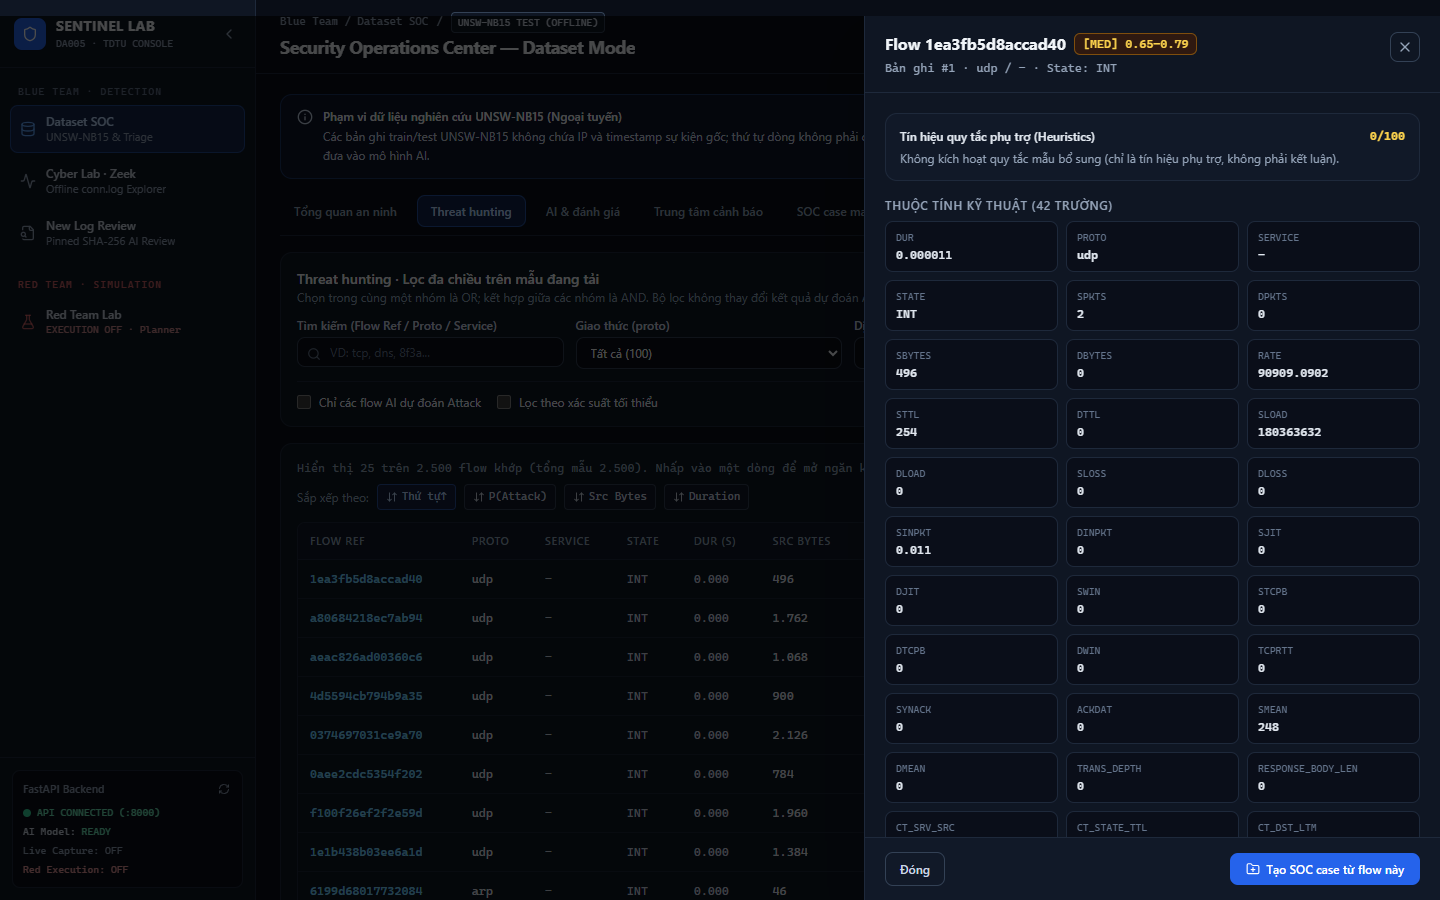 SENTINEL LAB
DA005 · TDTU CONSOLE
BLUE TEAM · DETECTION
Dataset SOC
UNSW-NB15 & Triage
Cyber Lab · Zeek
Offline conn.log Explorer
New Log Review
Pinned SHA-256 AI Review
RED TEAM · SIMULATION
Red Team Lab
EXECUTION OFF · Planner
FastAPI Backend
API CONNECTED (:8000)
AI Model: READY
Live Capture: OFF
Red Execution: OFF
Blue Team / Dataset SOC / UNSW-NB15 TEST (OFFLINE)
Security Operations Center — Dataset Mode
Phạm vi dữ liệu nghiên cứu UNSW-NB15 (Ngoại tuyến)
Các bản ghi train/test UNSW-NB15 không chứa IP và timestamp sự kiện gốc; thứ tự dòng không phải
đưa vào mô hình AI.
Tổng quan an ninh
Threat hunting
AI & đánh giá
Trung tâm cảnh báo
SOC case ma
Threat hunting · Lọc đa chiều trên mẫu đang tải
Chọn trong cùng một nhóm là OR; kết hợp giữa các nhóm là AND. Bộ lọc không thay đổi kết quả dự đoán
Tìm kiếm (Flow Ref / Proto / Service)
Giao thức (proto)
VD: tcp, dns, 8f3a...
Tất cả (100)
Chỉ các flow AI dự đoán Attack
Lọc theo xác suất tối thiểu
Hiển thị 25 trên 2.500 flow khớp (tổng mẫu 2.500). Nhấp vào một dòng để mở ngăn
Sắp xếp theo: Thứ tự↑ P(Attack) Src Bytes Duration
FLOW REF PROTO SERVICE STATE DUR (S) SRC BYTES
1ea3fb5d8accad40 udp – INT 0.000 496
a80684218ec7ab94 udp – INT 0.000 1.762
aeac826ad00360c6 udp – INT 0.000 1.068
4d5594cb794b9a35 udp – INT 0.000 900
0374697031ce9a70 udp – INT 0.000 2.126
0aee2cdc5354f202 udp – INT 0.000 784
f100f26ef2f2e59d udp – INT 0.000 1.960
1e1b438b03ee6a1d udp – INT 0.000 1.384
6199d68017732084 arp – INT 0.000 46
Flow 1ea3fb5d8accad40 [MED] 0.65–0.79
Bản ghi #1 · udp / – · State: INT
Tín hiệu quy tắc phụ trợ (Heuristics) 0/100
Không kích hoạt quy tắc mẫu bổ sung (chỉ là tín hiệu phụ trợ, không phải kết luận).
THUỘC TÍNH KỸ THUẬT (42 TRƯỜNG)
DUR PROTO SERVICE
0.000011 udp –
STATE SPKTS DPKTS
INT 2 0
SBYTES DBYTES RATE
496 0 90909.0902
STTL DTTL SLOAD
254 0 180363632
DLOAD SLOSS DLOSS
0 0 0
SINPKT DINPKT SJIT
0.011 0 0
DJIT SWIN STCPB
0 0 0
DTCPB DWIN TCPRTT
0 0 0
SYNACK ACKDAT SMEAN
0 0 248
DMEAN TRANS_DEPTH RESPONSE_BODY_LEN
0 0 0
CT_SRV_SRC CT_STATE_TTL CT_DST_LTM
Đóng
Tạo SOC case từ flow này